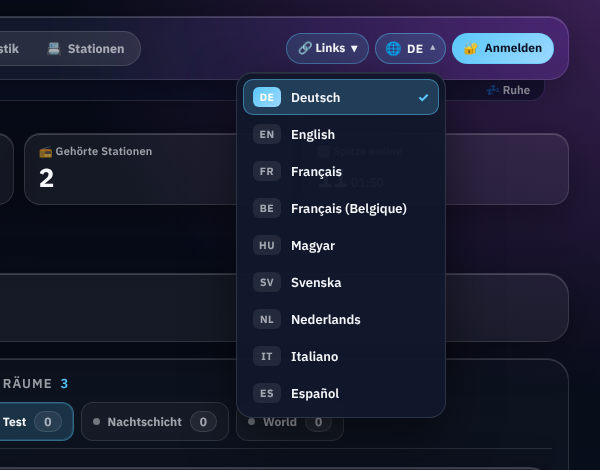 stik 📇 Stationen 🔗 Links ▼ 🌐 DE ▲ 🔐 Anmelden
💤 Ruhe
DE Deutsch ✓
EN English
📻 Gehörte Stationen
FR Français
2
BE Français (Belgique)
HU Magyar
SV Svenska
NL Nederlands
IT Italiano
RÄUME 3
ES Español
Test 0 Nachtschicht 0 World 0